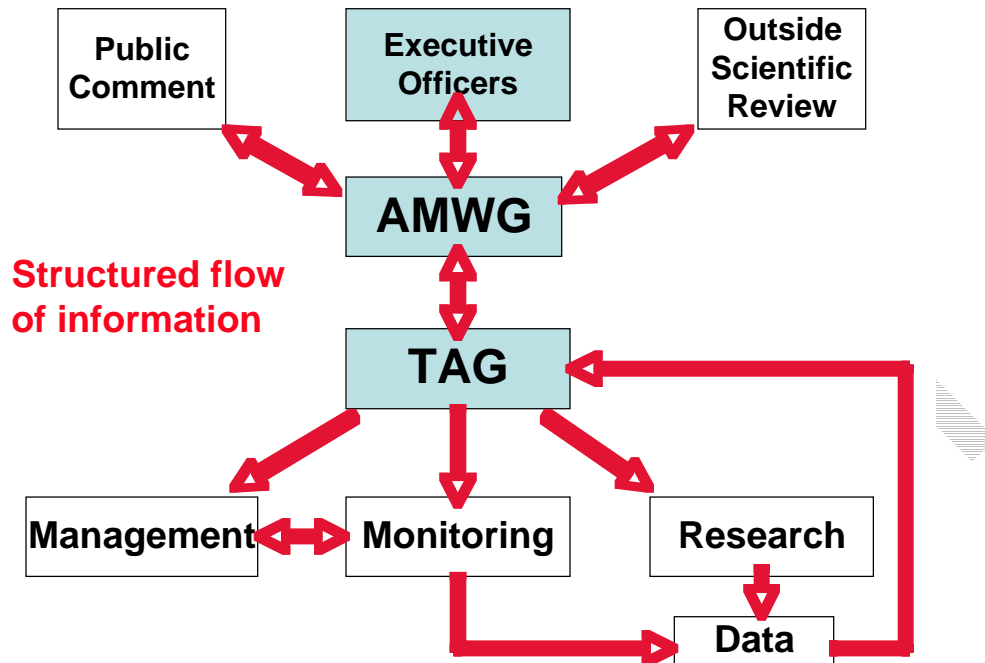 Public
Comment
Executive
Officers
Outside
Scientific
Review
AMWG
Structured flow
of information
TAG
Management
Monitoring
Research
Data